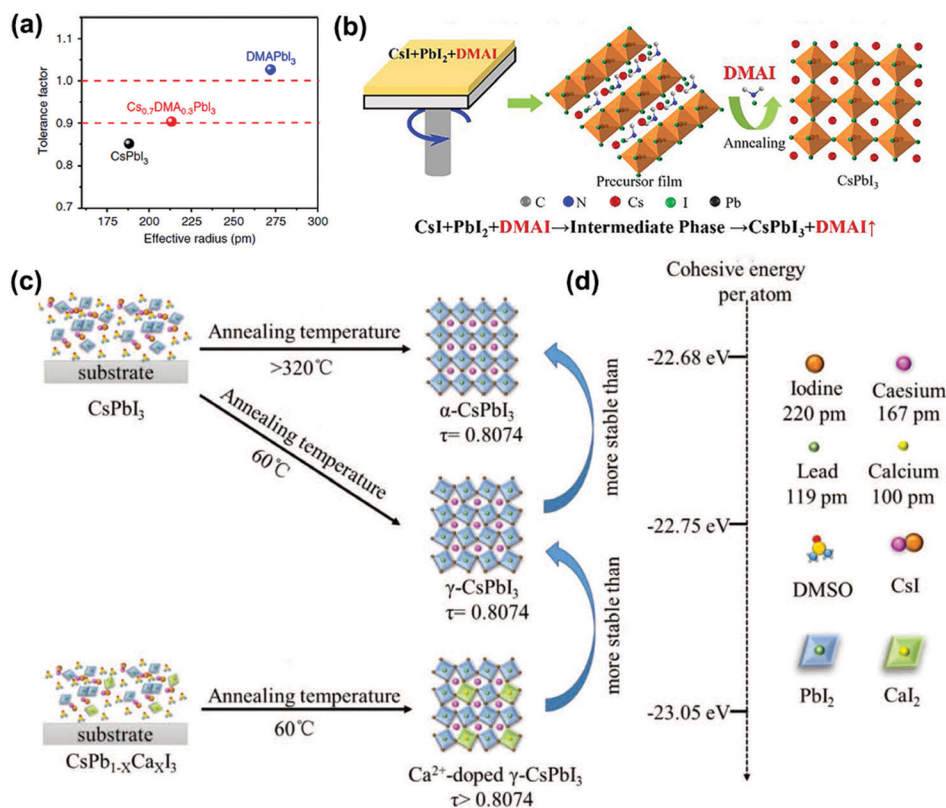 (a)
Tolerance factor
1.1
1.0
0.9
0.8
0.7
DMAPbI₃
Cs₀.₇DMA₀.₃PbI₃
CsPbI₃
175 200 225 250 275 300
Effective radius (pm)
(b)
CsI+PbI₂+DMAI
DMAI
Annealing
Precursor film
CsPbI₃
C N Cs I Pb
CsI+PbI₂+DMAI→Intermediate Phase→CsPbI₃+DMAI↑
(c)
substrate
CsPbI₃
Annealing temperature
>320℃
α-CsPbI₃
τ= 0.8074
Annealing temperature
60℃
γ-CsPbI₃
τ= 0.8074
substrate
CsPb₁₋XCaXI₃
Annealing temperature
60℃
Ca²⁺-doped γ-CsPbI₃
τ> 0.8074
more stable than
more stable than
(d)
Cohesive energy
per atom
-22.68 eV
-22.75 eV
-23.05 eV
Iodine
220 pm
Caesium
167 pm
Lead
119 pm
Calcium
100 pm
DMSO
CsI
PbI₂
CaI₂